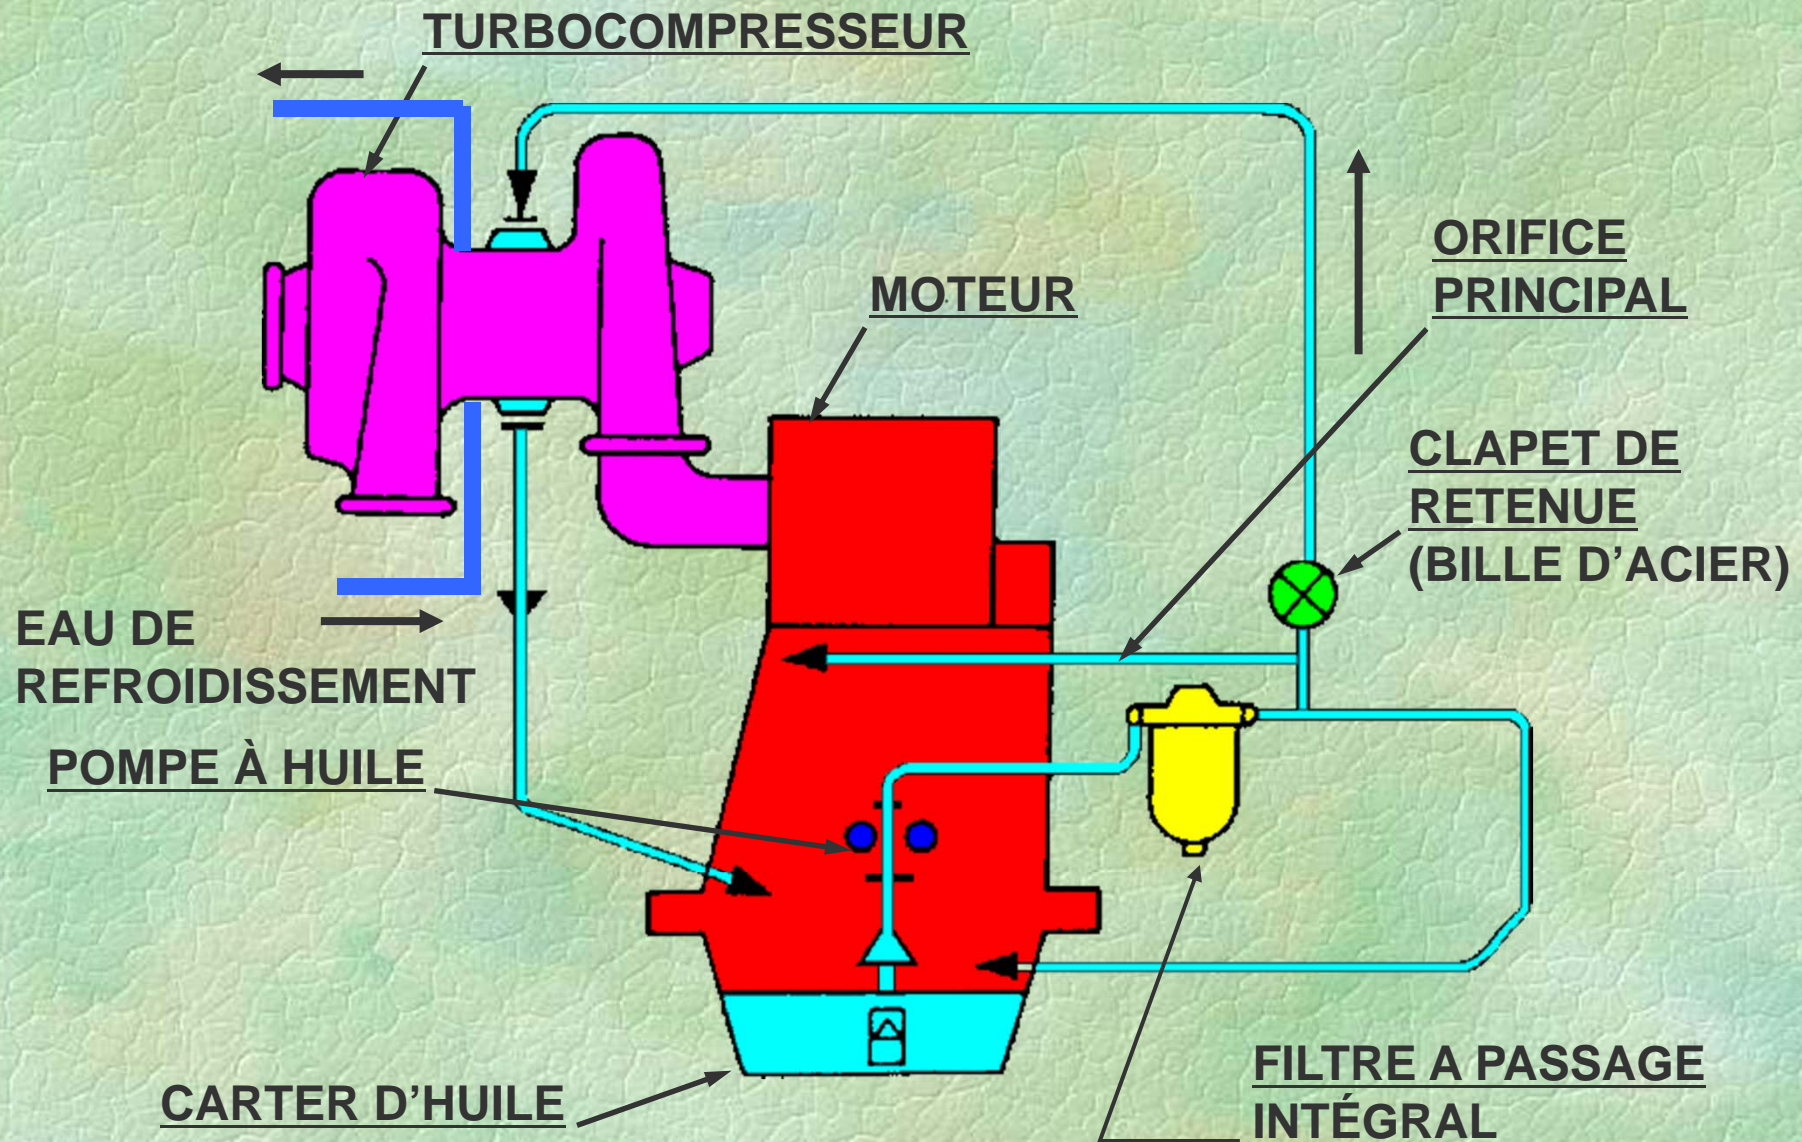 TURBOCOMPRESSEUR
ORIFICE
PRINCIPAL
MOTEUR
CLAPET DE
RETENUE
(BILLE D’ACIER)
EAU DE
REFROIDISSEMENT
POMPE À HUILE
CARTER D’HUILE
FILTRE A PASSAGE
INTÉGRAL